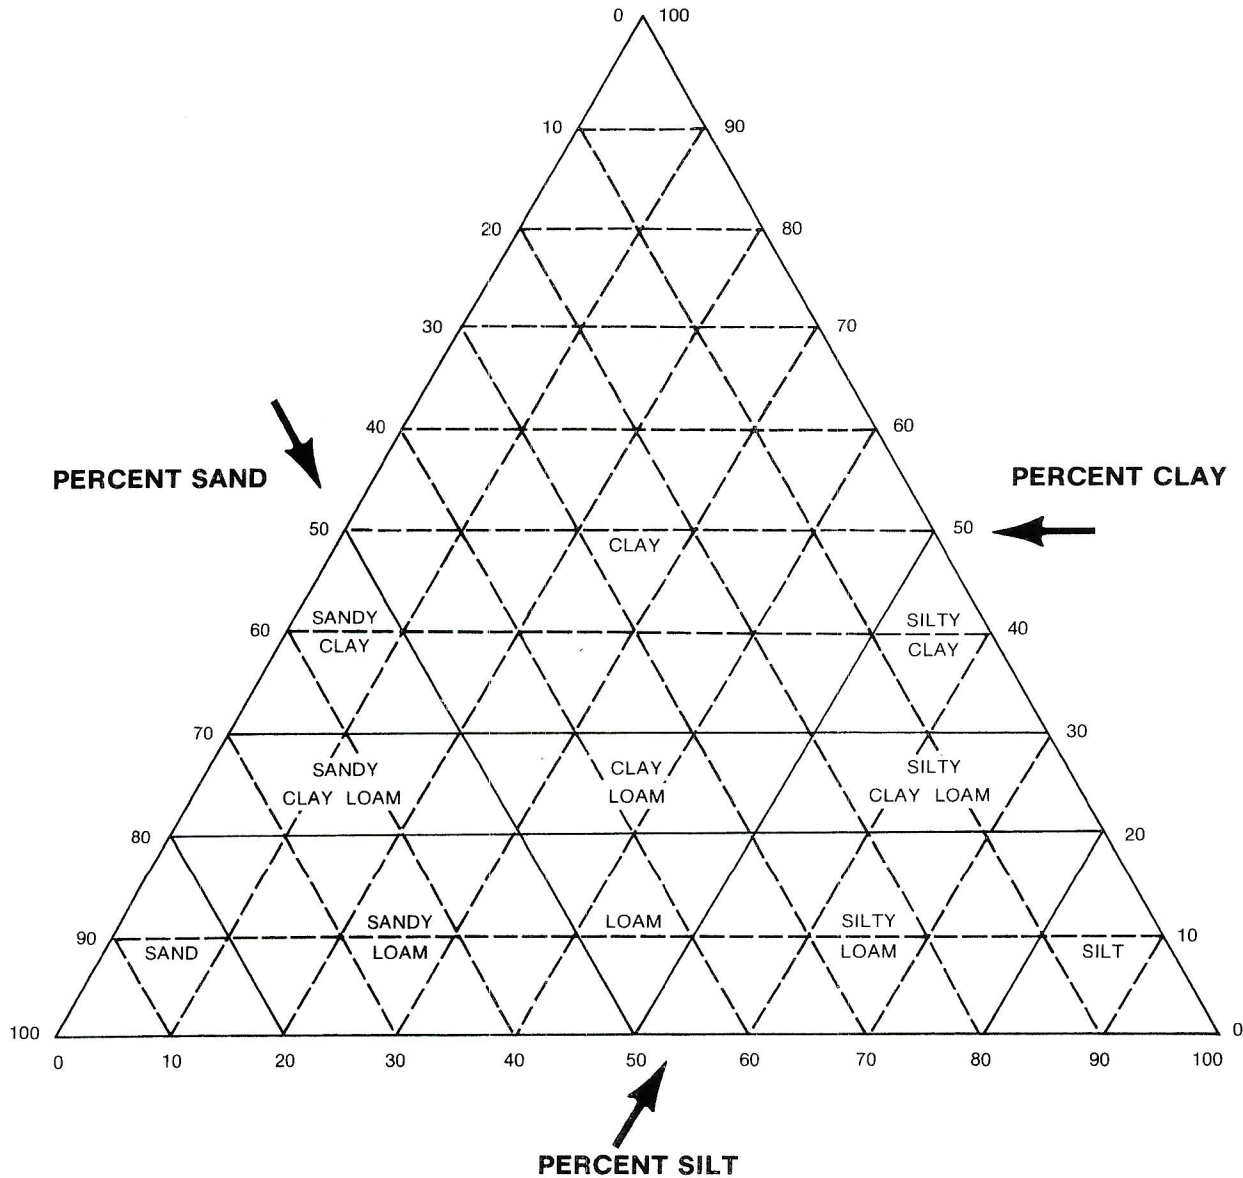 0 100
10 90
20 80
30 70
40 60
PERCENT SAND
PERCENT CLAY
50 50
CLAY
SANDY
CLAY
SILTY
CLAY
60 40
70 30
SANDY
CLAY LOAM
CLAY
LOAM
SILTY
CLAY LOAM
80 20
90 10
SAND
SANDY
LOAM
LOAM
SILTY
LOAM
SILT
100 0
0 10 20 30 40 50 60 70 80 90 100
PERCENT SILT